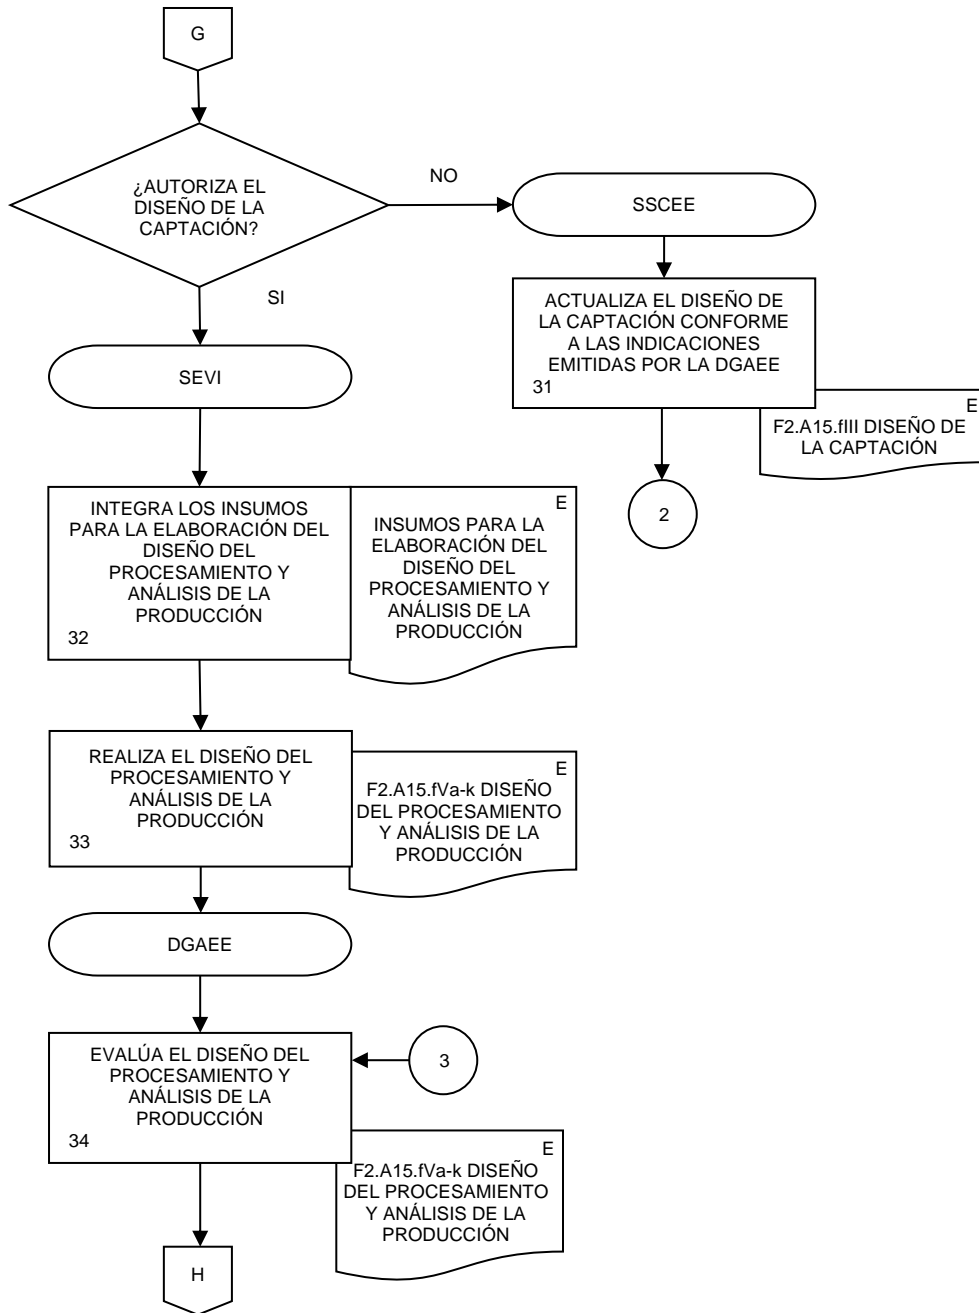 G
¿AUTORIZA EL
DISEÑO DE LA
CAPTACIÓN?
NO
SSCEE
SI
ACTUALIZA EL DISEÑO DE
LA CAPTACIÓN CONFORME
A LAS INDICACIONES
EMITIDAS POR LA DGAEE
31
E
F2.A15.fIII DISEÑO DE
LA CAPTACIÓN
2
SEVI
INTEGRA LOS INSUMOS
PARA LA ELABORACIÓN DEL
DISEÑO DEL
PROCESAMIENTO Y
ANÁLISIS DE LA
PRODUCCIÓN
32
E
INSUMOS PARA LA
ELABORACIÓN DEL
DISEÑO DEL
PROCESAMIENTO Y
ANÁLISIS DE LA
PRODUCCIÓN
REALIZA EL DISEÑO DEL
PROCESAMIENTO Y
ANÁLISIS DE LA
PRODUCCIÓN
33
E
F2.A15.fVa-k DISEÑO
DEL PROCESAMIENTO
Y ANÁLISIS DE LA
PRODUCCIÓN
DGAEE
EVALÚA EL DISEÑO DEL
PROCESAMIENTO Y
ANÁLISIS DE LA
PRODUCCIÓN
34
3
E
F2.A15.fVa-k DISEÑO
DEL PROCESAMIENTO
Y ANÁLISIS DE LA
PRODUCCIÓN
H